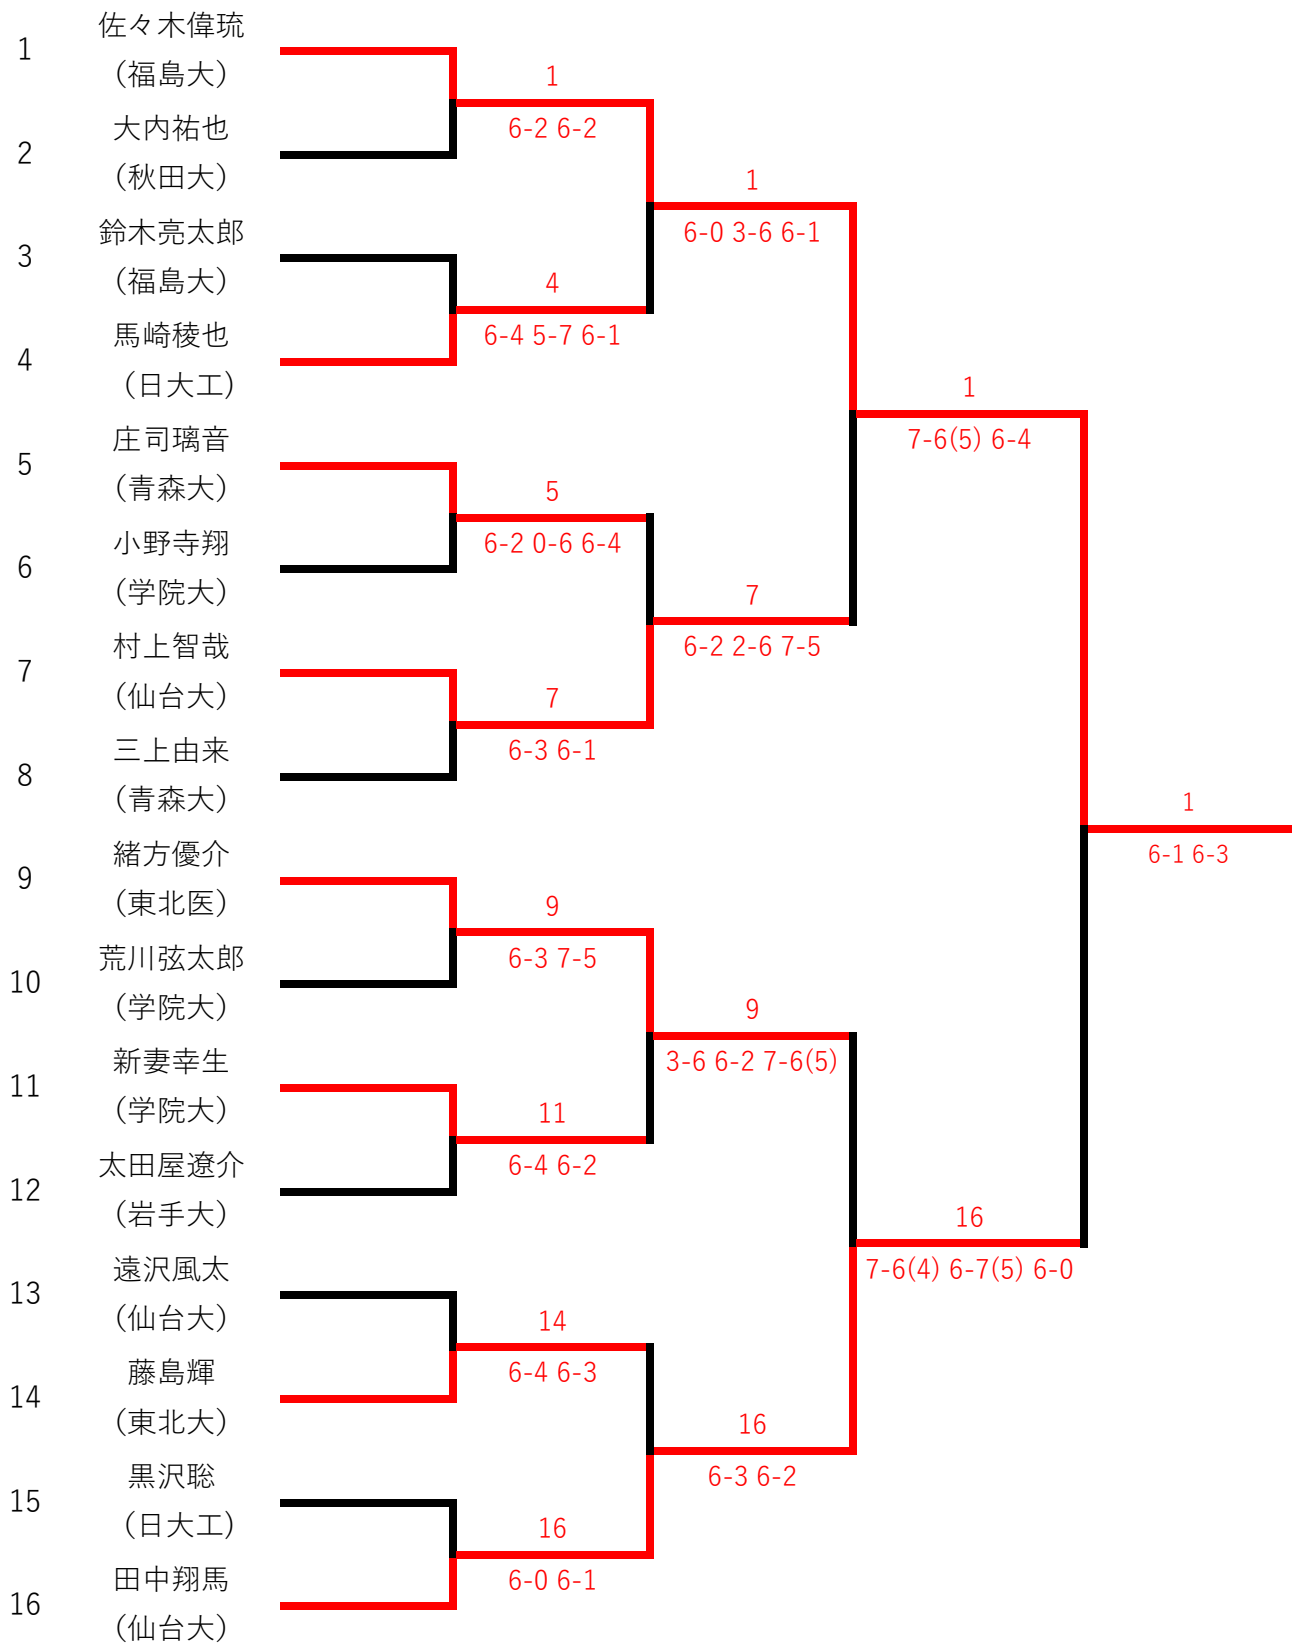 1
佐々木偉琉
(福島大)
2
大内祐也
(秋田大)
3
鈴木亮太郎
(福島大)
4
馬崎稜也
(日大工)
5
庄司璃音
(青森大)
6
小野寺翔
(学院大)
7
村上智哉
(仙台大)
8
三上由来
(青森大)
9
緒方優介
(東北医)
10
荒川弦太郎
(学院大)
11
新妻幸生
(学院大)
12
太田屋遼介
(岩手大)
13
遠沢風太
(仙台大)
14
藤島輝
(東北大)
15
黒沢聡
(日大工)
16
田中翔馬
(仙台大)
1
6-2 6-2
4
6-4 5-7 6-1
5
6-2 0-6 6-4
7
6-3 6-1
9
6-3 7-5
11
6-4 6-2
14
6-4 6-3
16
6-0 6-1
1
6-0 3-6 6-1
7
6-2 2-6 7-5
9
3-6 6-2 7-6(5)
16
6-3 6-2
1
7-6(5) 6-4
16
7-6(4) 6-7(5) 6-0
1
6-1 6-3